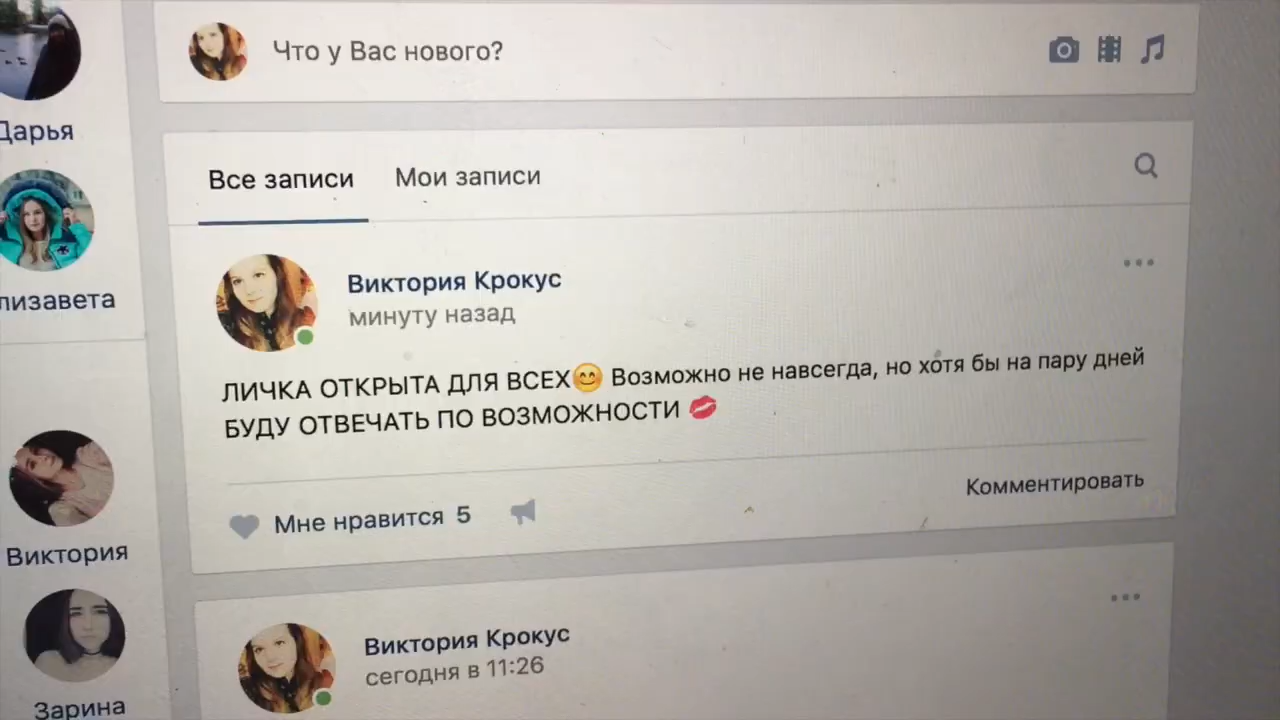 Что у Вас нового?
Дарья
Все записи Мои записи
лизавета
Виктория Крокус
минуту назад
ЛИЧКА ОТКРЫТА ДЛЯ ВСЕХ😊 Возможно не навсегда, но хотя бы на пару дней
БУДУ ОТВЕЧАТЬ ПО ВОЗМОЖНОСТИ 💋
Мне нравится 5
Комментировать
Виктория
Виктория Крокус
сегодня в 11:26
Зарина